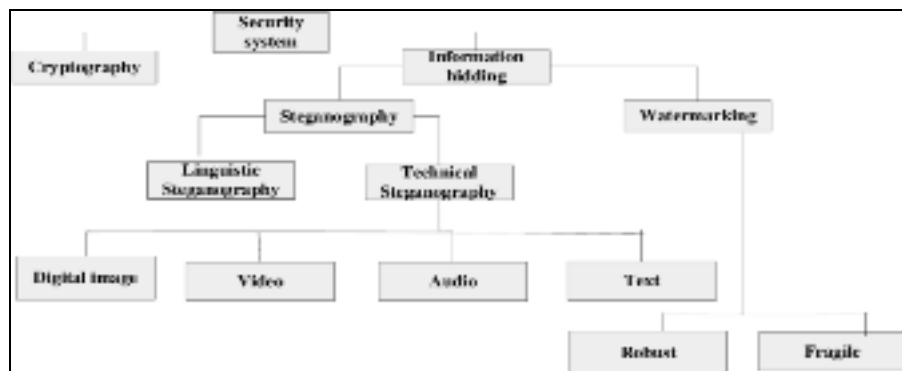 Security
system
Cryptography
Information
hidding
Steganography
Watermarking
Linguistic
Steganography
Technical
Steganography
Digital image
Video
Audio
Text
Robust
Fragile